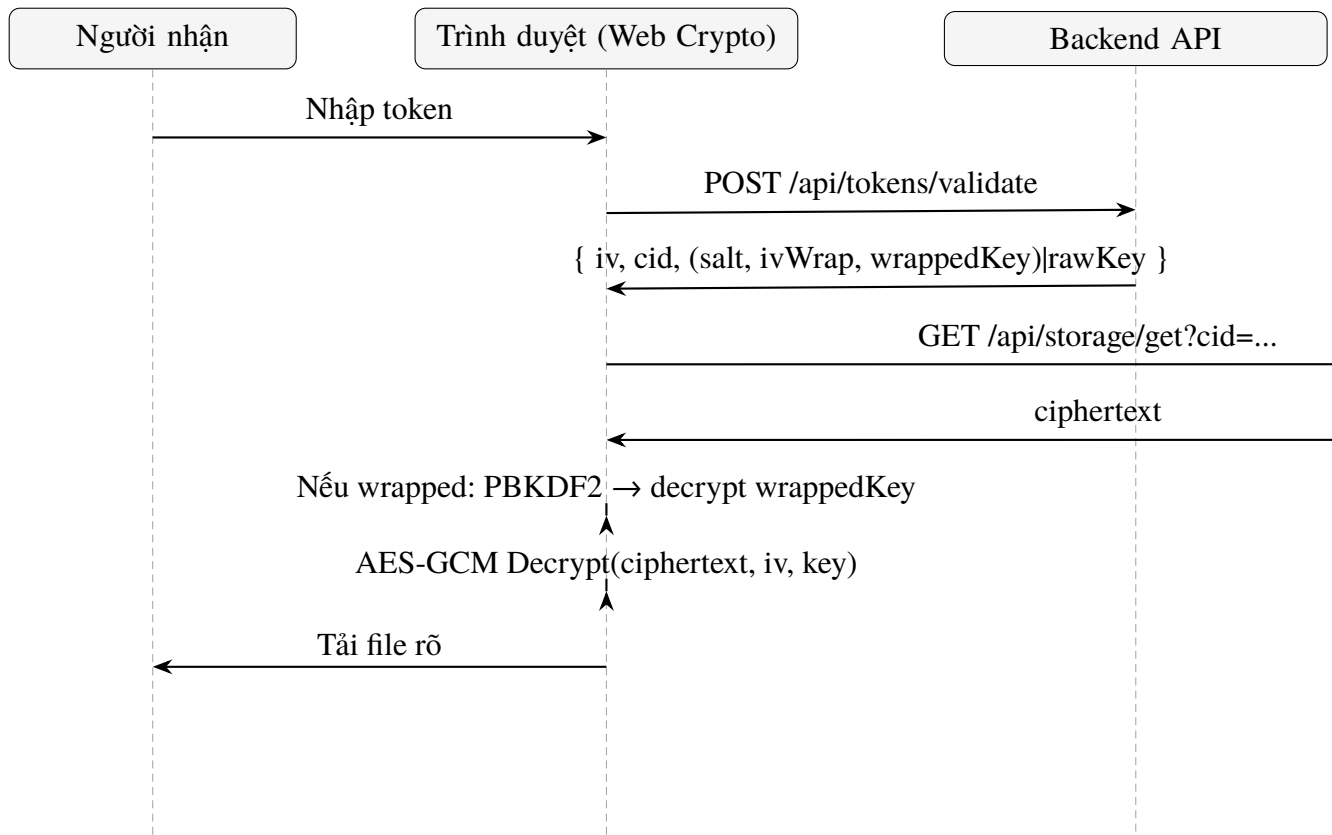 Người nhận
Trình duyệt (Web Crypto)
Backend API
Nhập token
POST /api/tokens/validate
{ iv, cid, (salt, ivWrap, wrappedKey)|rawKey }
GET /api/storage/get?cid=...
ciphertext
Nếu wrapped: PBKDF2 → decrypt wrappedKey
AES-GCM Decrypt(ciphertext, iv, key)
Tải file rõ